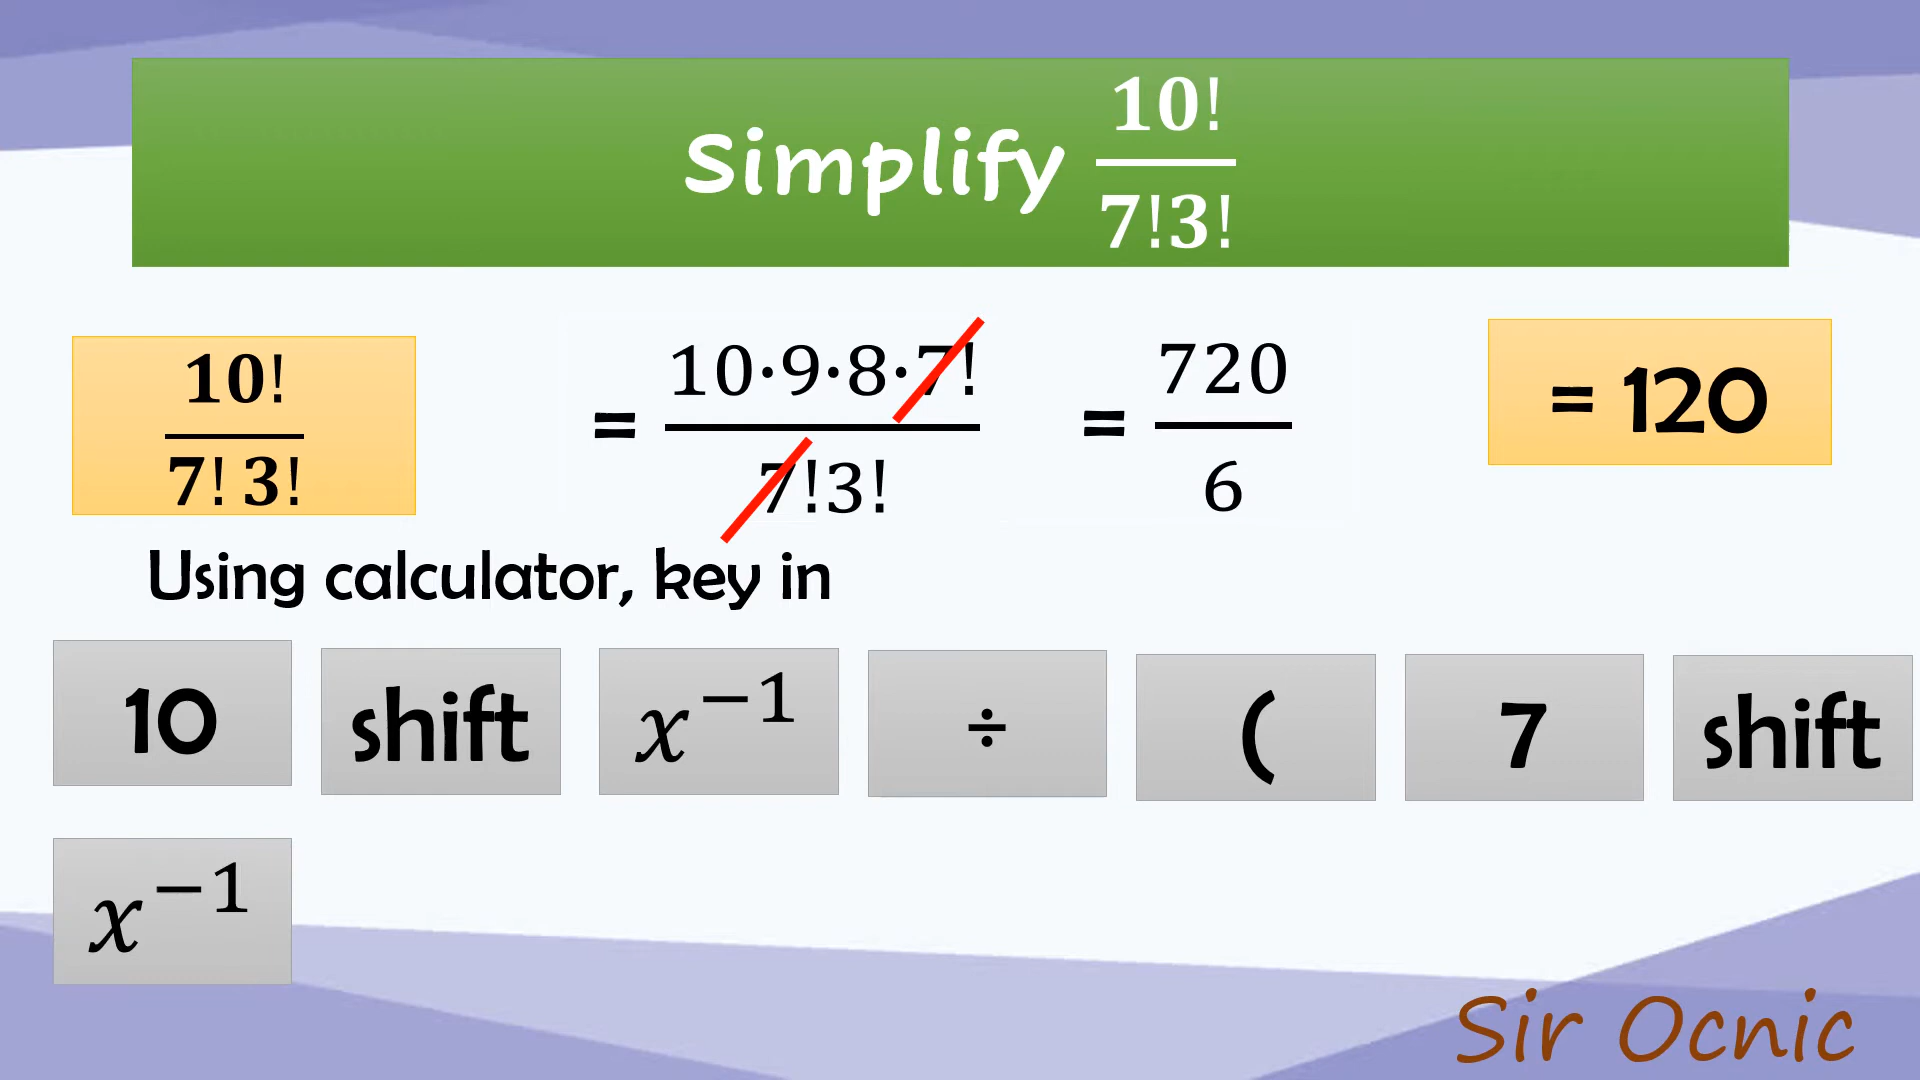 Simplify 10!/7!3!
10!/7! 3! = 10·9·8·7!/7!3! = 720/6 = 120
Using calculator, key in
10 shift x⁻¹ ÷ ( 7 shift
x⁻¹
Sir Ocnic